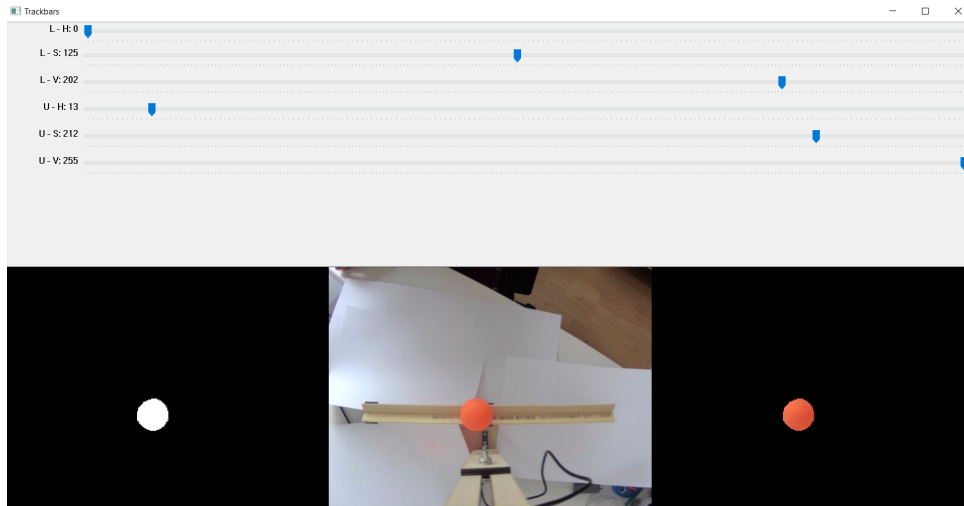 Trackbars
L - H: 0
L - S: 125
L - V: 202
U - H: 13
U - S: 212
U - V: 255